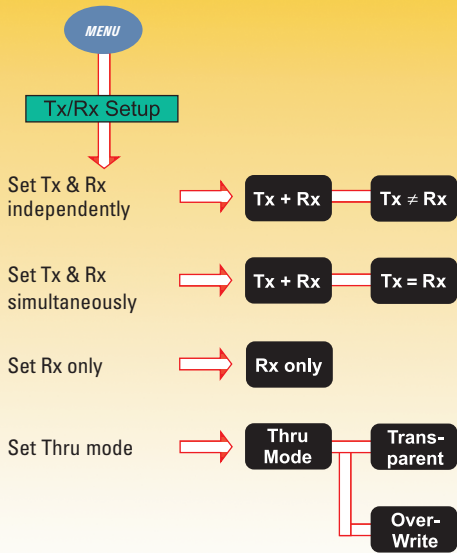 MENU
Tx/Rx Setup
Set Tx & Rx
independently
Tx + Rx
Tx ≠ Rx
Set Tx & Rx
simultaneously
Tx + Rx
Tx = Rx
Set Rx only
Rx only
Set Thru mode
Thru
Mode
Trans-
parent
Over-
Write